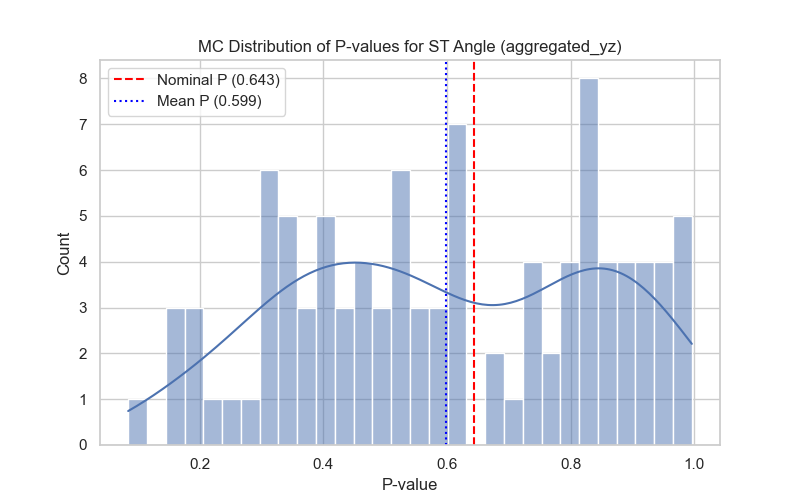 MC Distribution of P-values for ST Angle (aggregated_yz)
Nominal P (0.643)
Mean P (0.599)
Count
8
7
6
5
4
3
2
1
0
0.2 0.4 0.6 0.8 1.0
P-value